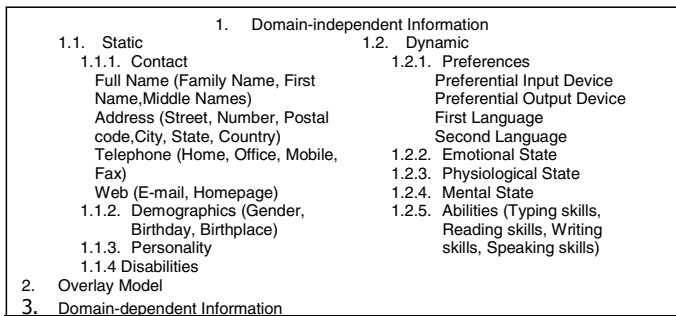 1. Domain-independent Information
1.1. Static
1.1.1. Contact
Full Name (Family Name, First
Name,Middle Names)
Address (Street, Number, Postal
code,City, State, Country)
Telephone (Home, Office, Mobile,
Fax)
Web (E-mail, Homepage)
1.1.2. Demographics (Gender,
Birthday, Birthplace)
1.1.3. Personality
1.1.4 Disabilities
1.2. Dynamic
1.2.1. Preferences
Preferential Input Device
Preferential Output Device
First Language
Second Language
1.2.2. Emotional State
1.2.3. Physiological State
1.2.4. Mental State
1.2.5. Abilities (Typing skills,
Reading skills, Writing
skills, Speaking skills)
2. Overlay Model
3. Domain-dependent Information